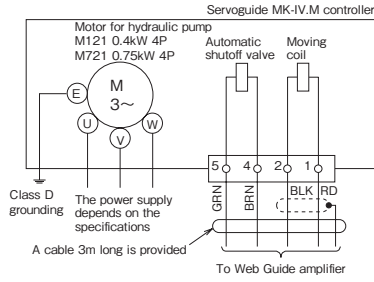 Servoguide MK-IV.M controller
Motor for hydraulic pump
M121 0.4kW 4P
M721 0.75kW 4P
Automatic
shutoff valve
Moving
coil
M
3～
E
U
V
W
5
4
2
1
GRN
BRN
BLK
RD
Class D
grounding
The power supply
depends on the
specifications
A cable 3m long is provided
To Web Guide amplifier